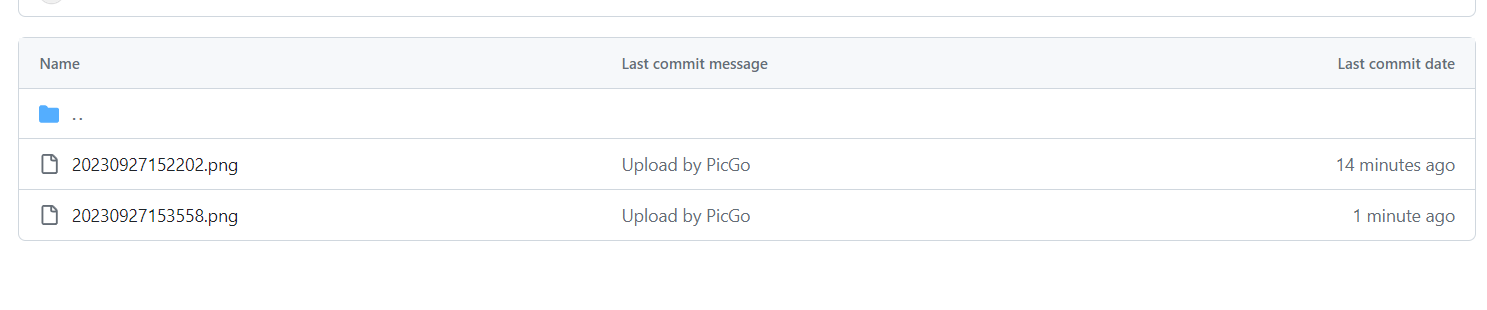 Name Last commit message Last commit date
..
20230927152202.png Upload by PicGo 14 minutes ago
20230927153558.png Upload by PicGo 1 minute ago